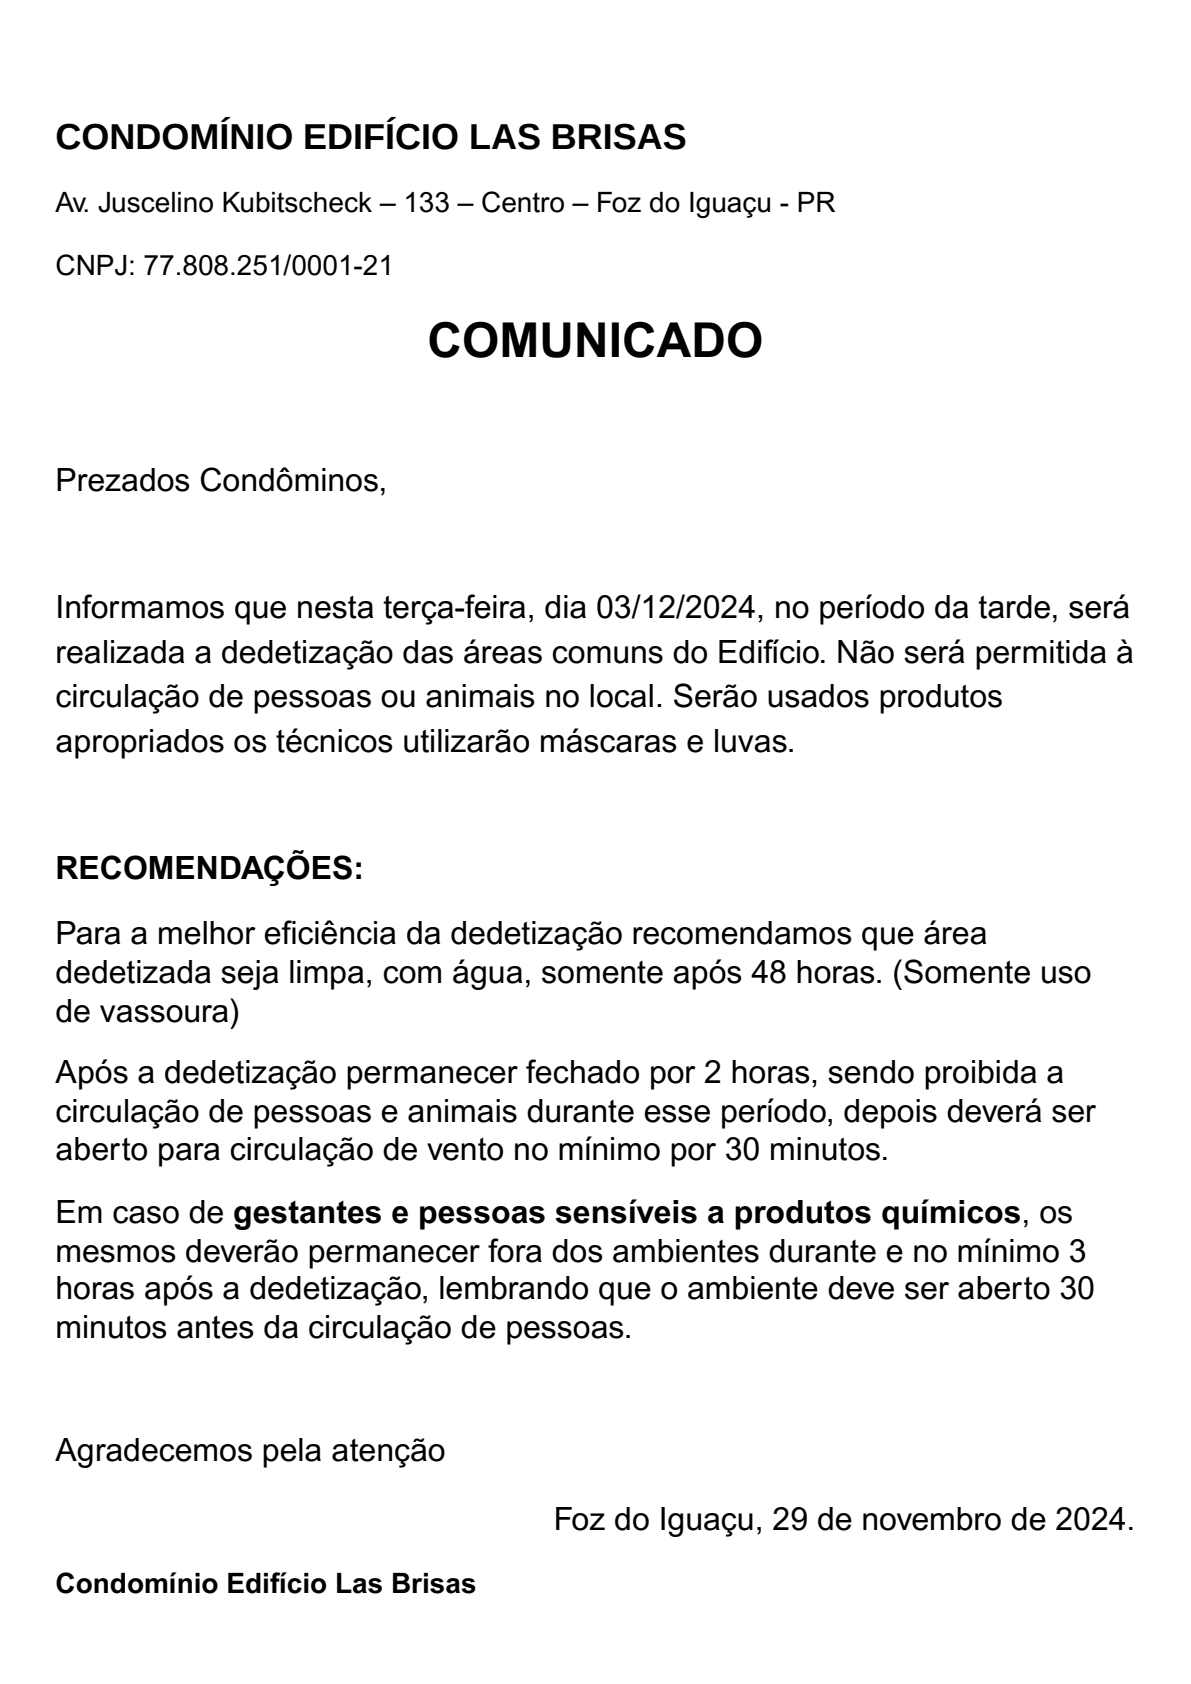 CONDOMÍNIO EDIFÍCIO LAS BRISAS
Av. Juscelino Kubitscheck – 133 – Centro – Foz do Iguaçu - PR
CNPJ: 77.808.251/0001-21
COMUNICADO
Prezados Condôminos,
Informamos que nesta terça-feira, dia 03/12/2024, no período da tarde, será
realizada a dedetização das áreas comuns do Edifício. Não será permitida à
circulação de pessoas ou animais no local. Serão usados produtos
apropriados os técnicos utilizarão máscaras e luvas.
RECOMENDAÇÕES:
Para a melhor eficiência da dedetização recomendamos que área
dedetizada seja limpa, com água, somente após 48 horas. (Somente uso
de vassoura)
Após a dedetização permanecer fechado por 2 horas, sendo proibida a
circulação de pessoas e animais durante esse período, depois deverá ser
aberto para circulação de vento no mínimo por 30 minutos.
Em caso de gestantes e pessoas sensíveis a produtos químicos, os
mesmos deverão permanecer fora dos ambientes durante e no mínimo 3
horas após a dedetização, lembrando que o ambiente deve ser aberto 30
minutos antes da circulação de pessoas.
Agradecemos pela atenção
Foz do Iguaçu, 29 de novembro de 2024.
Condomínio Edifício Las Brisas